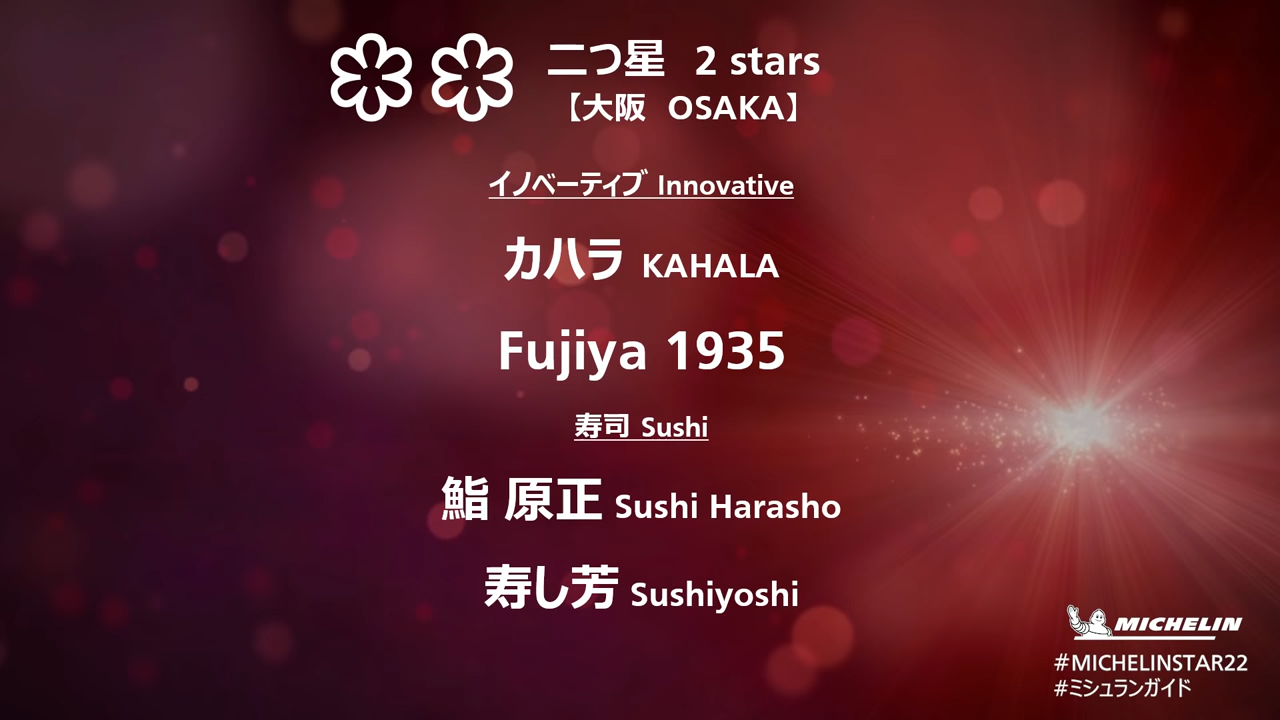 二つ星 2 stars
【大阪 OSAKA】
イノベーティブ Innovative
カハラ KAHALA
Fujiya 1935
寿司 Sushi
鮨 原正 Sushi Harasho
寿し芳 Sushiyoshi
MICHELIN
#MICHELINSTAR22
#ミシュランガイド